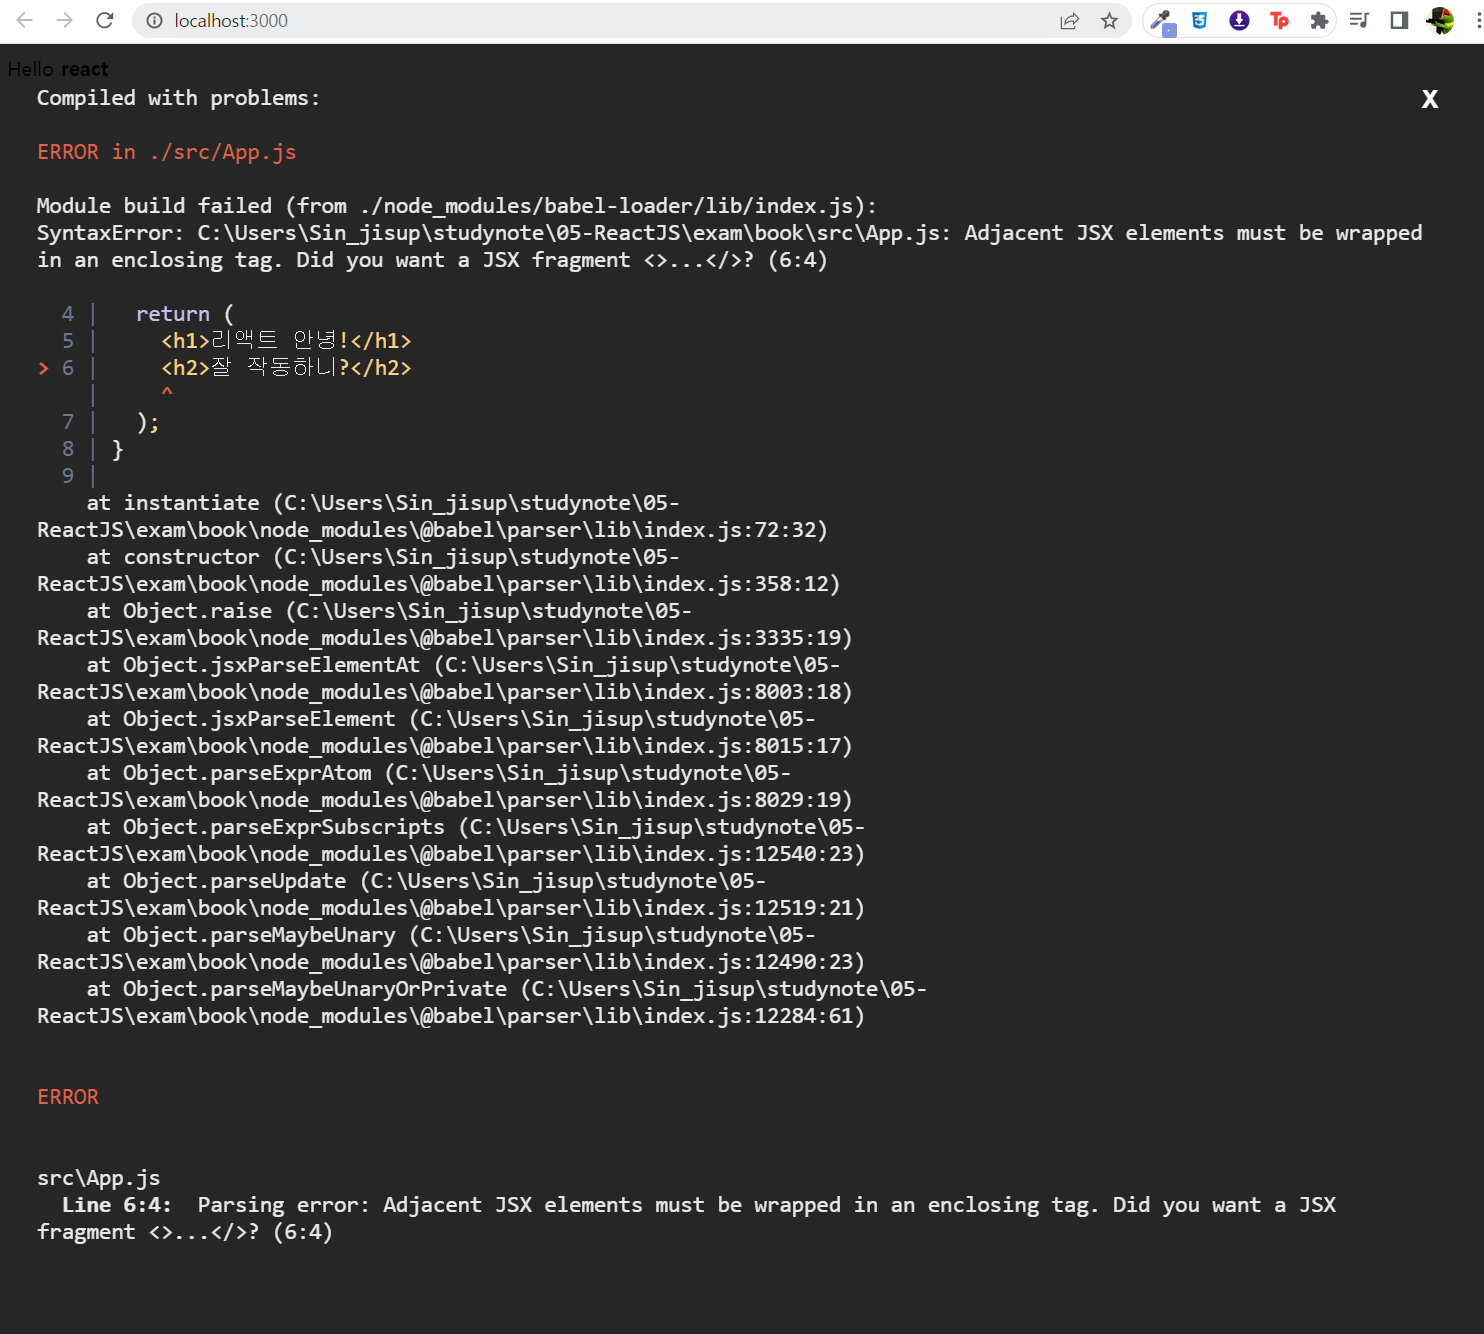 localhost:3000
Tp
Hello react
Compiled with problems:
X
ERROR in ./src/App.js
Module build failed (from ./node_modules/babel-loader/lib/index.js):
SyntaxError: C:\Users\Sin_jisup\studynote\05-ReactJS\exam\book\src\App.js: Adjacent JSX elements must be wrapped
in an enclosing tag. Did you want a JSX fragment <>...</>? (6:4)
4 |   return (
5 |     <h1>리액트 안녕!</h1>
> 6 |     <h2>잘 작동하니?</h2>
|     ^
7 |   );
8 | }
9 |
at instantiate (C:\Users\Sin_jisup\studynote\05-
ReactJS\exam\book\node_modules\@babel\parser\lib\index.js:72:32)
at constructor (C:\Users\Sin_jisup\studynote\05-
ReactJS\exam\book\node_modules\@babel\parser\lib\index.js:358:12)
at Object.raise (C:\Users\Sin_jisup\studynote\05-
ReactJS\exam\book\node_modules\@babel\parser\lib\index.js:3335:19)
at Object.jsxParseElementAt (C:\Users\Sin_jisup\studynote\05-
ReactJS\exam\book\node_modules\@babel\parser\lib\index.js:8003:18)
at Object.jsxParseElement (C:\Users\Sin_jisup\studynote\05-
ReactJS\exam\book\node_modules\@babel\parser\lib\index.js:8015:17)
at Object.parseExprAtom (C:\Users\Sin_jisup\studynote\05-
ReactJS\exam\book\node_modules\@babel\parser\lib\index.js:8029:19)
at Object.parseExprSubscripts (C:\Users\Sin_jisup\studynote\05-
ReactJS\exam\book\node_modules\@babel\parser\lib\index.js:12540:23)
at Object.parseUpdate (C:\Users\Sin_jisup\studynote\05-
ReactJS\exam\book\node_modules\@babel\parser\lib\index.js:12519:21)
at Object.parseMaybeUnary (C:\Users\Sin_jisup\studynote\05-
ReactJS\exam\book\node_modules\@babel\parser\lib\index.js:12490:23)
at Object.parseMaybeUnaryOrPrivate (C:\Users\Sin_jisup\studynote\05-
ReactJS\exam\book\node_modules\@babel\parser\lib\index.js:12284:61)
ERROR
src\App.js
Line 6:4:  Parsing error: Adjacent JSX elements must be wrapped in an enclosing tag. Did you want a JSX
fragment <>...</>? (6:4)